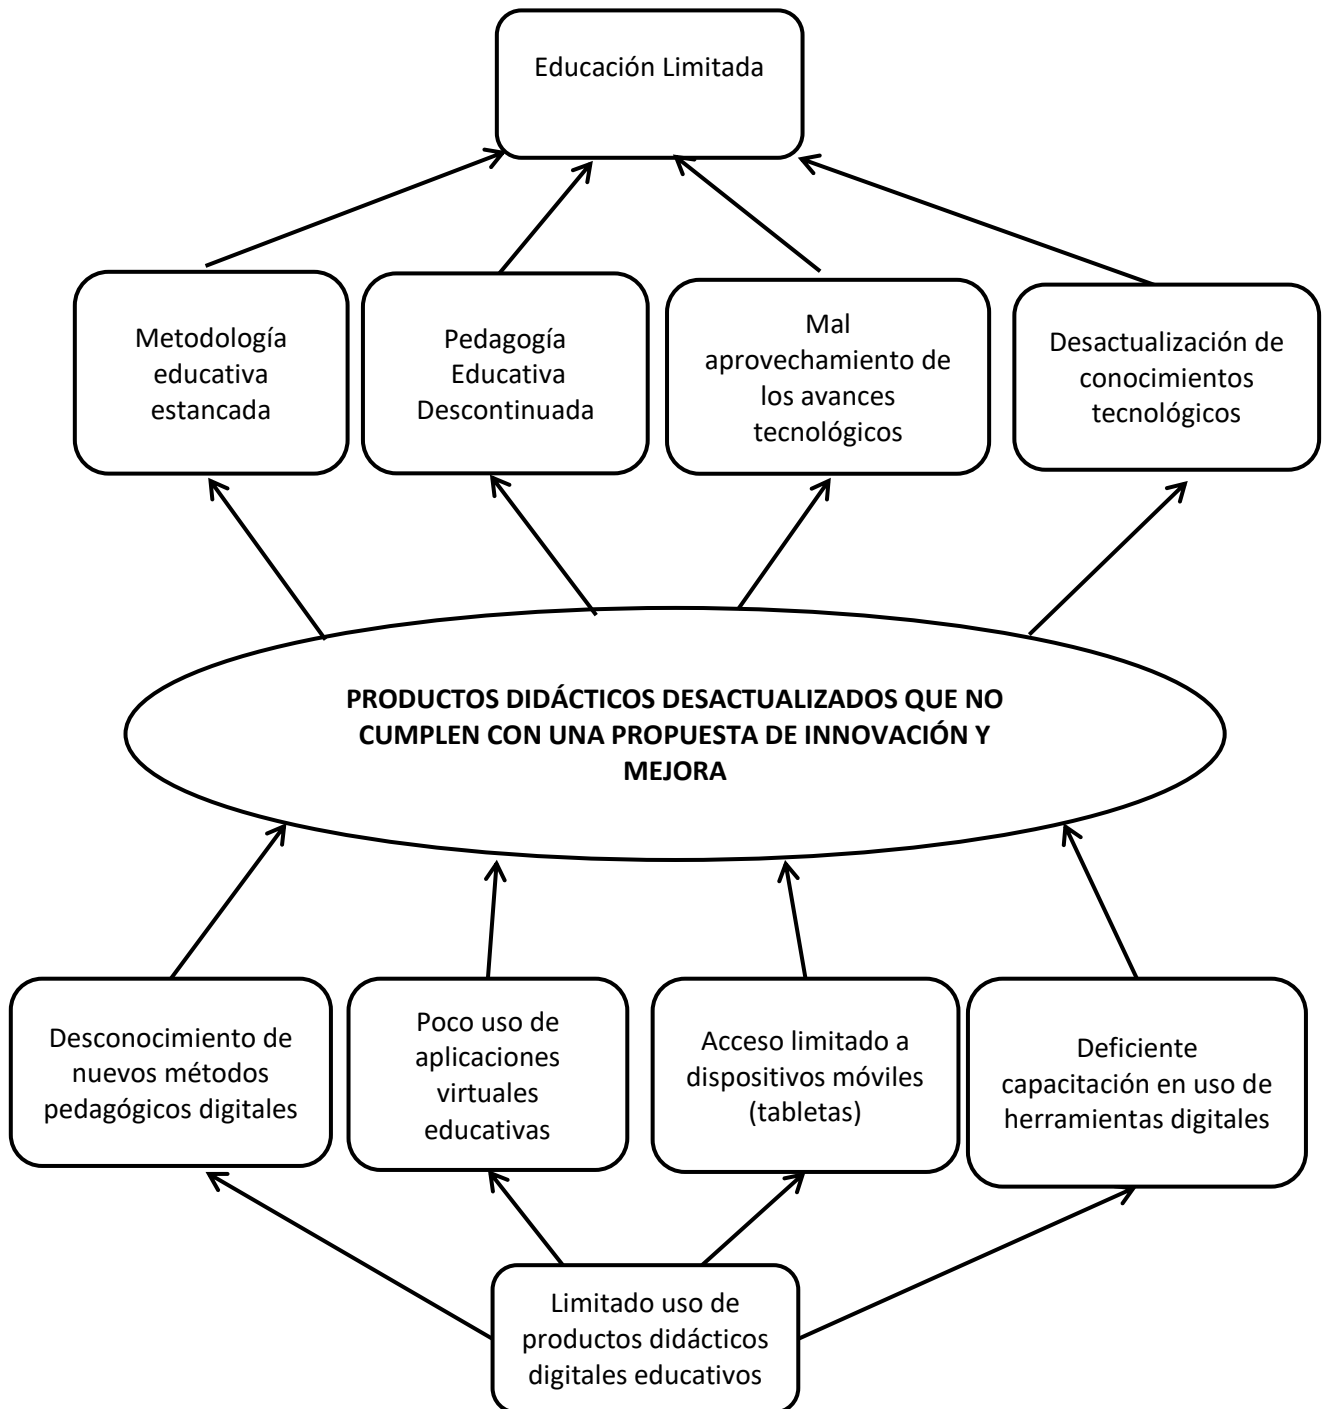 Educación Limitada
Metodología
educativa
estancada
Pedagogía
Educativa
Descontinuada
Mal
aprovechamiento de
los avances
tecnológicos
Desactualización de
conocimientos
tecnológicos
PRODUCTOS DIDÁCTICOS DESACTUALIZADOS QUE NO
CUMPLEN CON UNA PROPUESTA DE INNOVACIÓN Y
MEJORA
Desconocimiento de
nuevos métodos
pedagógicos digitales
Poco uso de
aplicaciones
virtuales
educativas
Acceso limitado a
dispositivos móviles
(tabletas)
Deficiente
capacitación en uso de
herramientas digitales
Limitado uso de
productos didácticos
digitales educativos